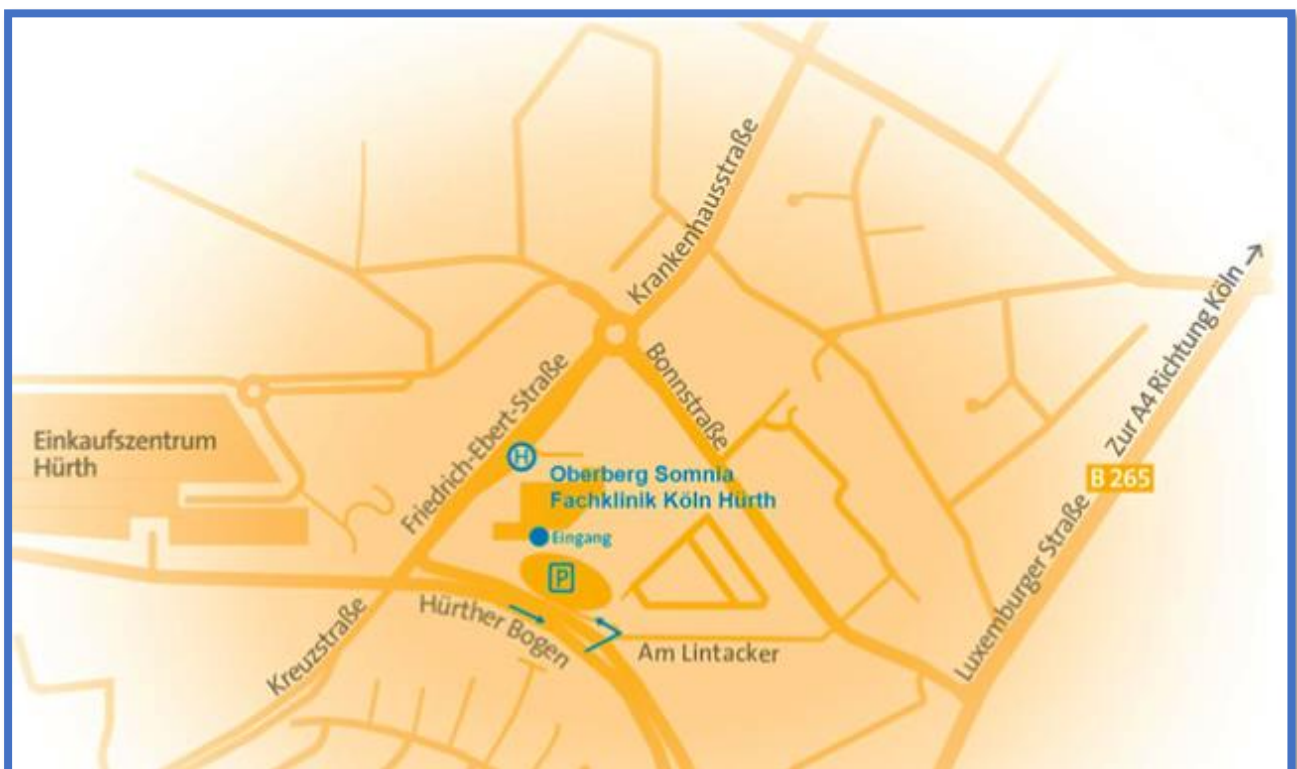 Krankenhausstraße
Zur A4 Richtung Köln
Bonnstraße
Friedrich-Ebert-Straße
Einkaufszentrum
Hürth
H
Oberberg Somnia
Fachklinik Köln Hürth
B 265
Eingang
P
Luxemburger Straße
Hürther Bogen
Kreuzstraße
Am Lintacker